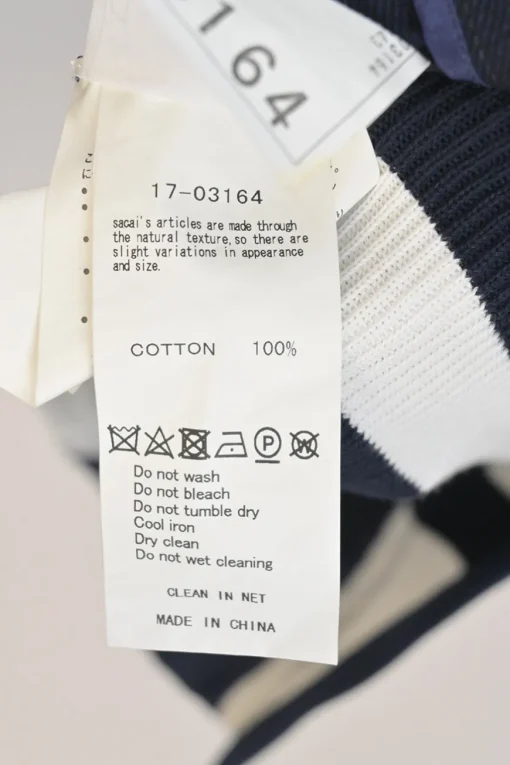 3164
17-03164
sacai's articles are made through
the natural texture, so there are
slight variations in appearance
and size.
COTTON 100%
P W
Do not wash
Do not bleach
Do not tumble dry
Cool iron
Dry clean
Do not wet cleaning
CLEAN IN NET
MADE IN CHINA